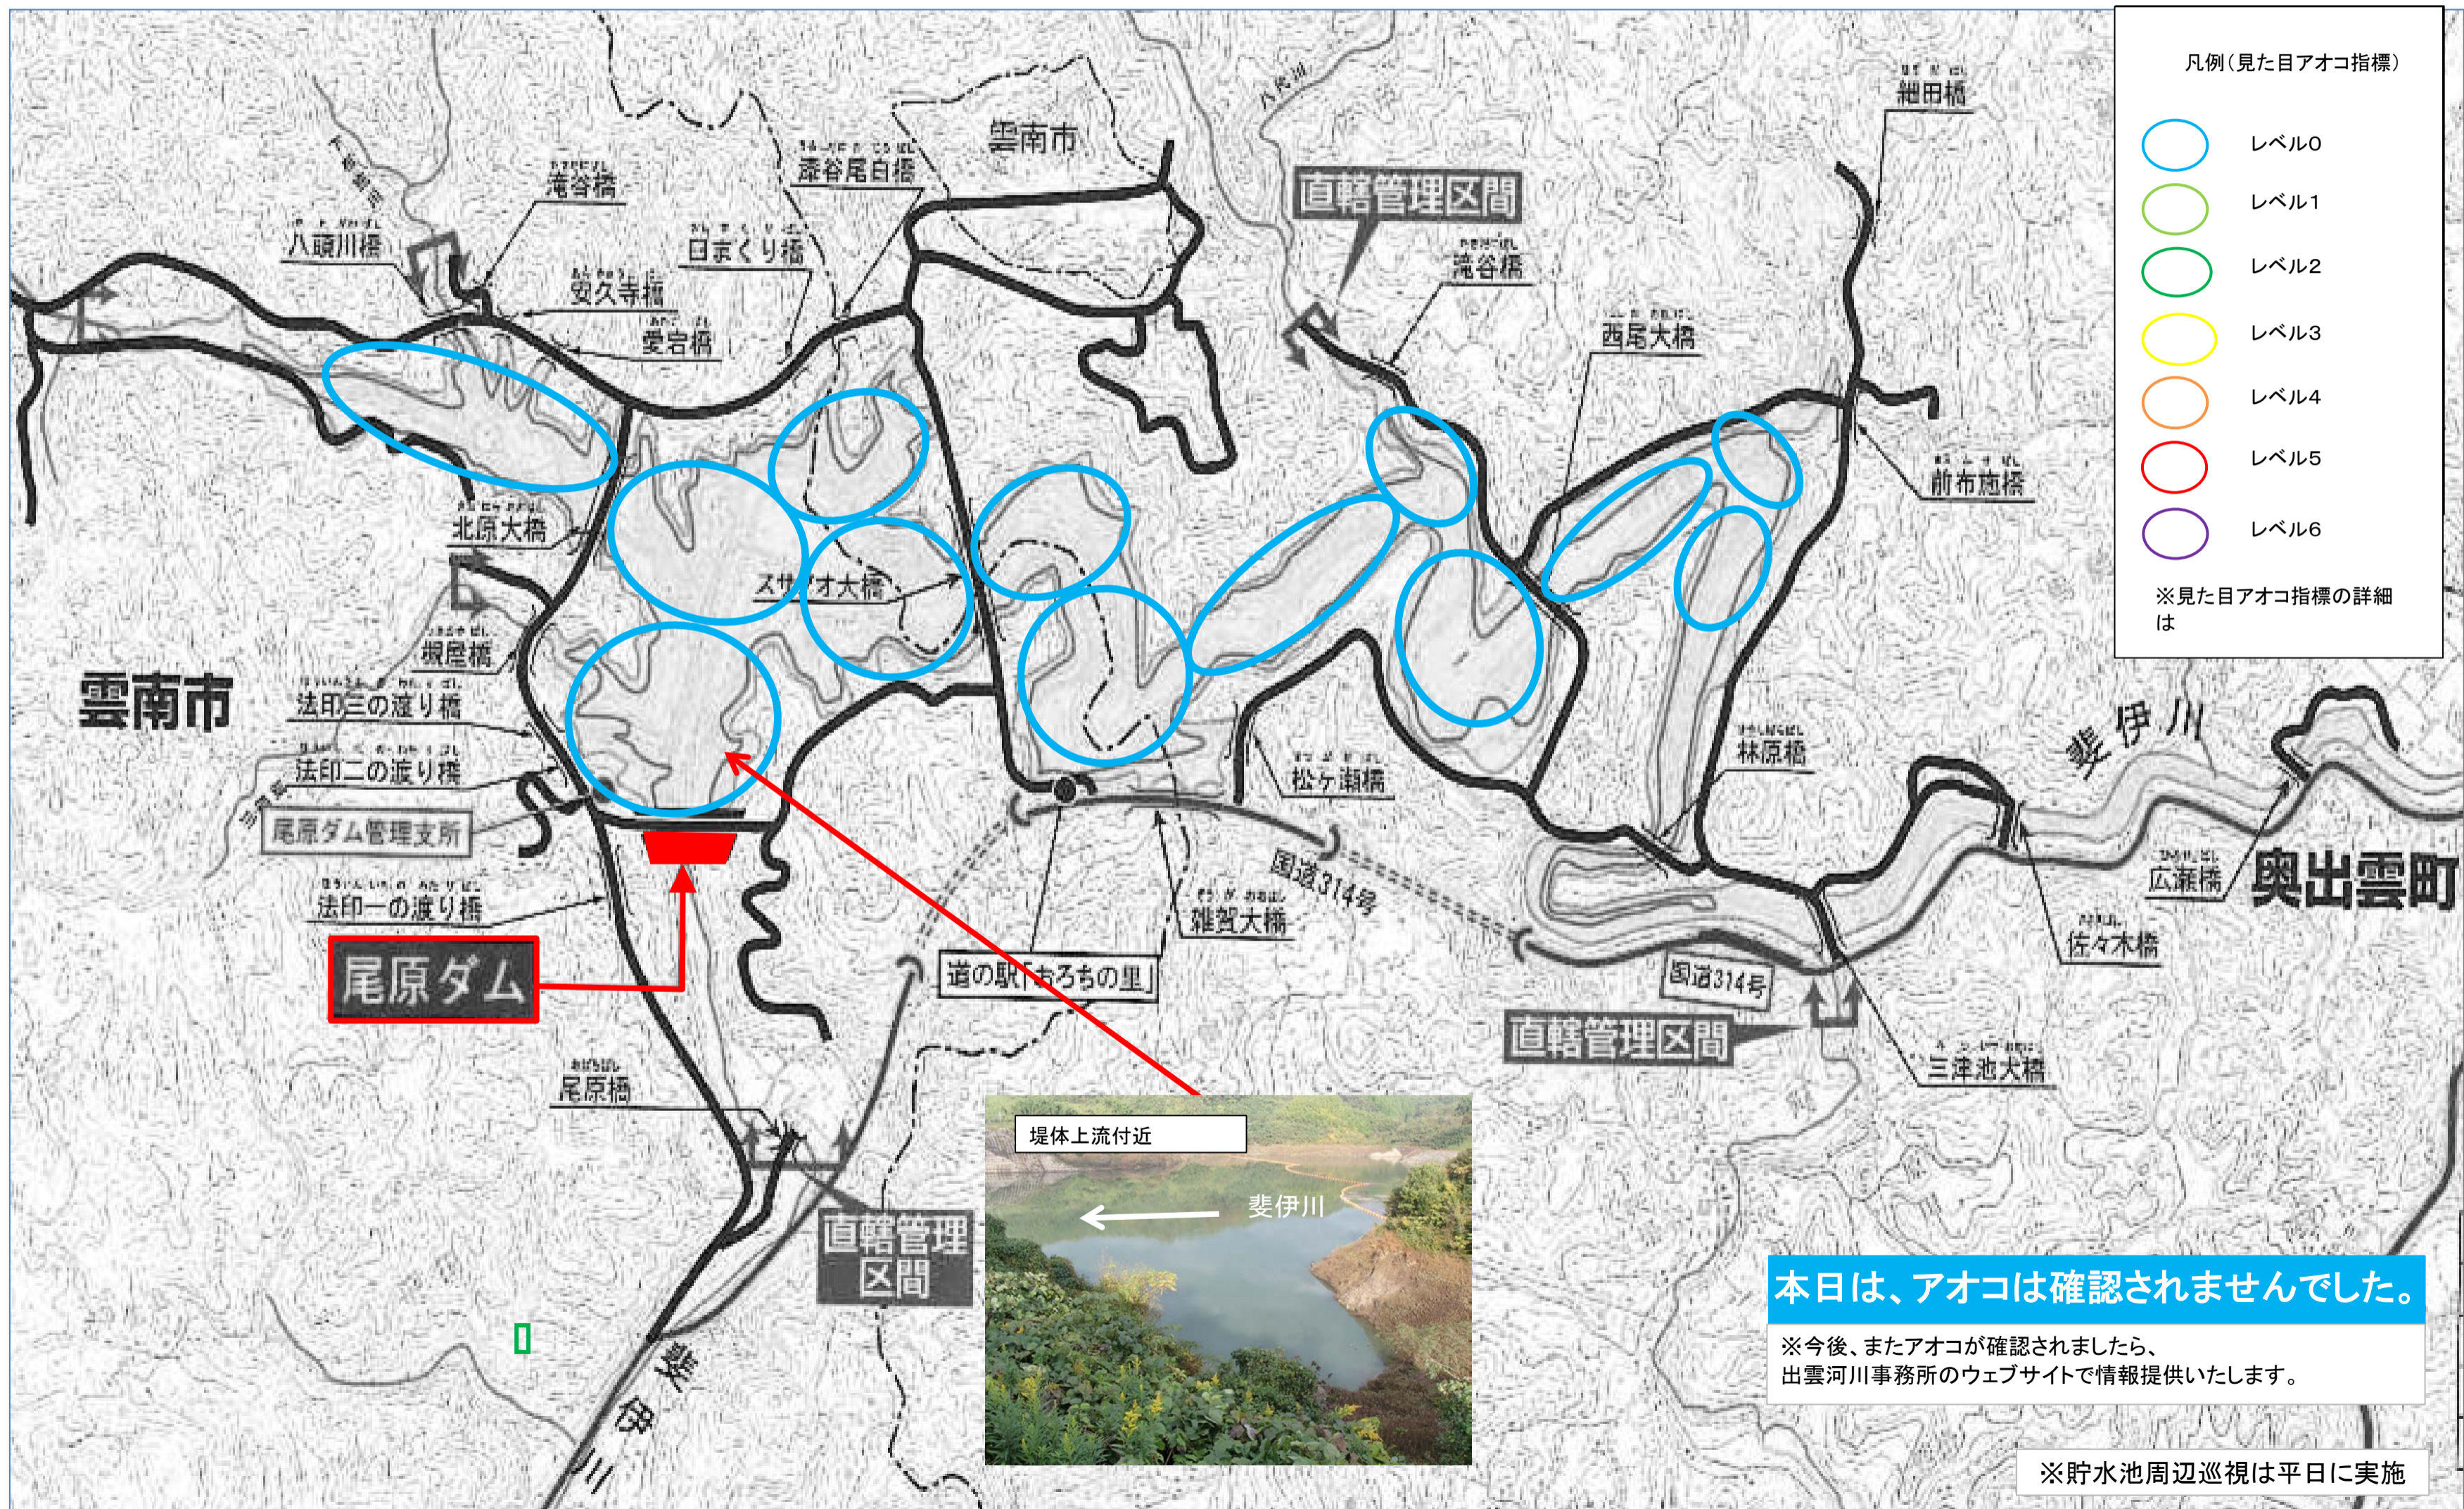 凡例（見た目アオコ指標）
レベル0
レベル1
レベル2
レベル3
レベル4
レベル5
レベル6
※見た目アオコ指標の詳細
は
細田橋
雲南市
滝谷橋
八頭川橋
安久寺橋
愛宕橋
日まくり橋
直轄管理区間
滝谷橋
西尾大橋
前布施橋
北原大橋
スサノオ大橋
槻屋橋
雲南市
法印三の渡り橋
法印二の渡り橋
尾原ダム管理支所
法印一の渡り橋
尾原ダム
林原橋
松ヶ瀬橋
斐伊川
国道314号
雑賀大橋
道の駅「おろちの里」
広瀬橋
奥出雲町
佐々木橋
国道314号
直轄管理区間
三津池大橋
尾原橋
おばらばし
直轄管理
区間
斐伊川
堤体上流付近
斐伊川
本日は、アオコは確認されませんでした。
※今後、またアオコが確認されましたら、
出雲河川事務所のウェブサイトで情報提供いたします。
※貯水池周辺巡視は平日に実施